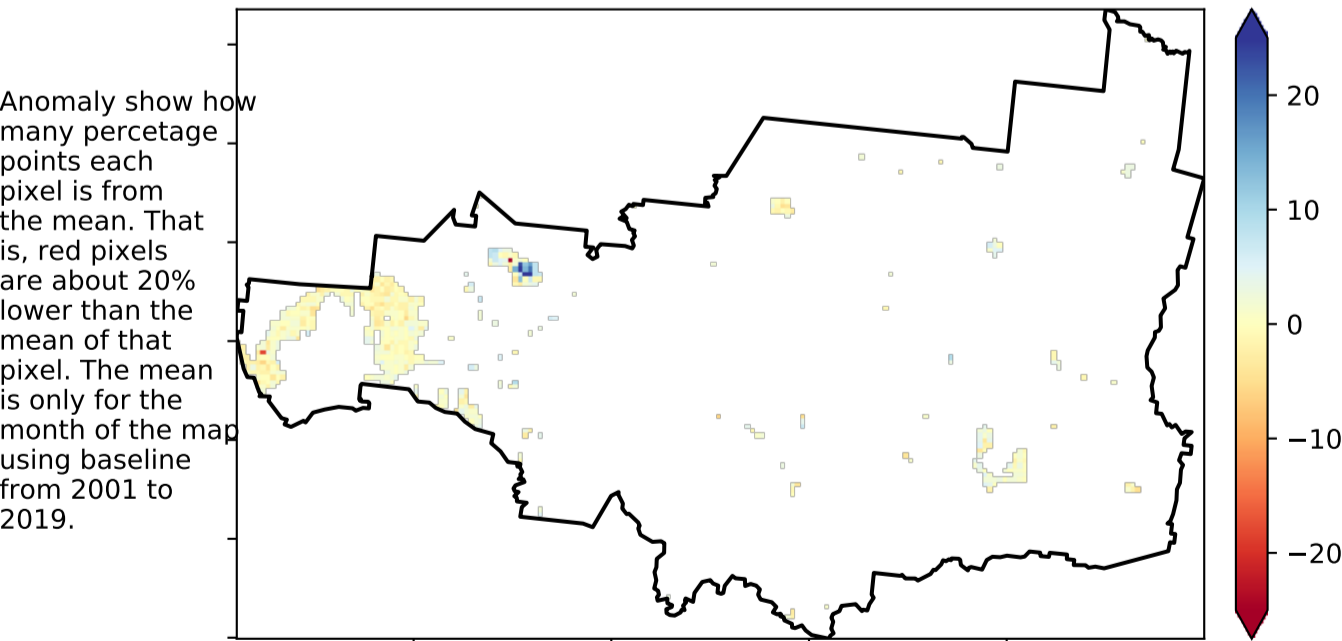 Anomaly show how
many percetage
points each
pixel is from
the mean. That
is, red pixels
are about 20%
lower than the
mean of that
pixel. The mean
is only for the
month of the map
using baseline
from 2001 to
2019.
20
10
0
−10
−20